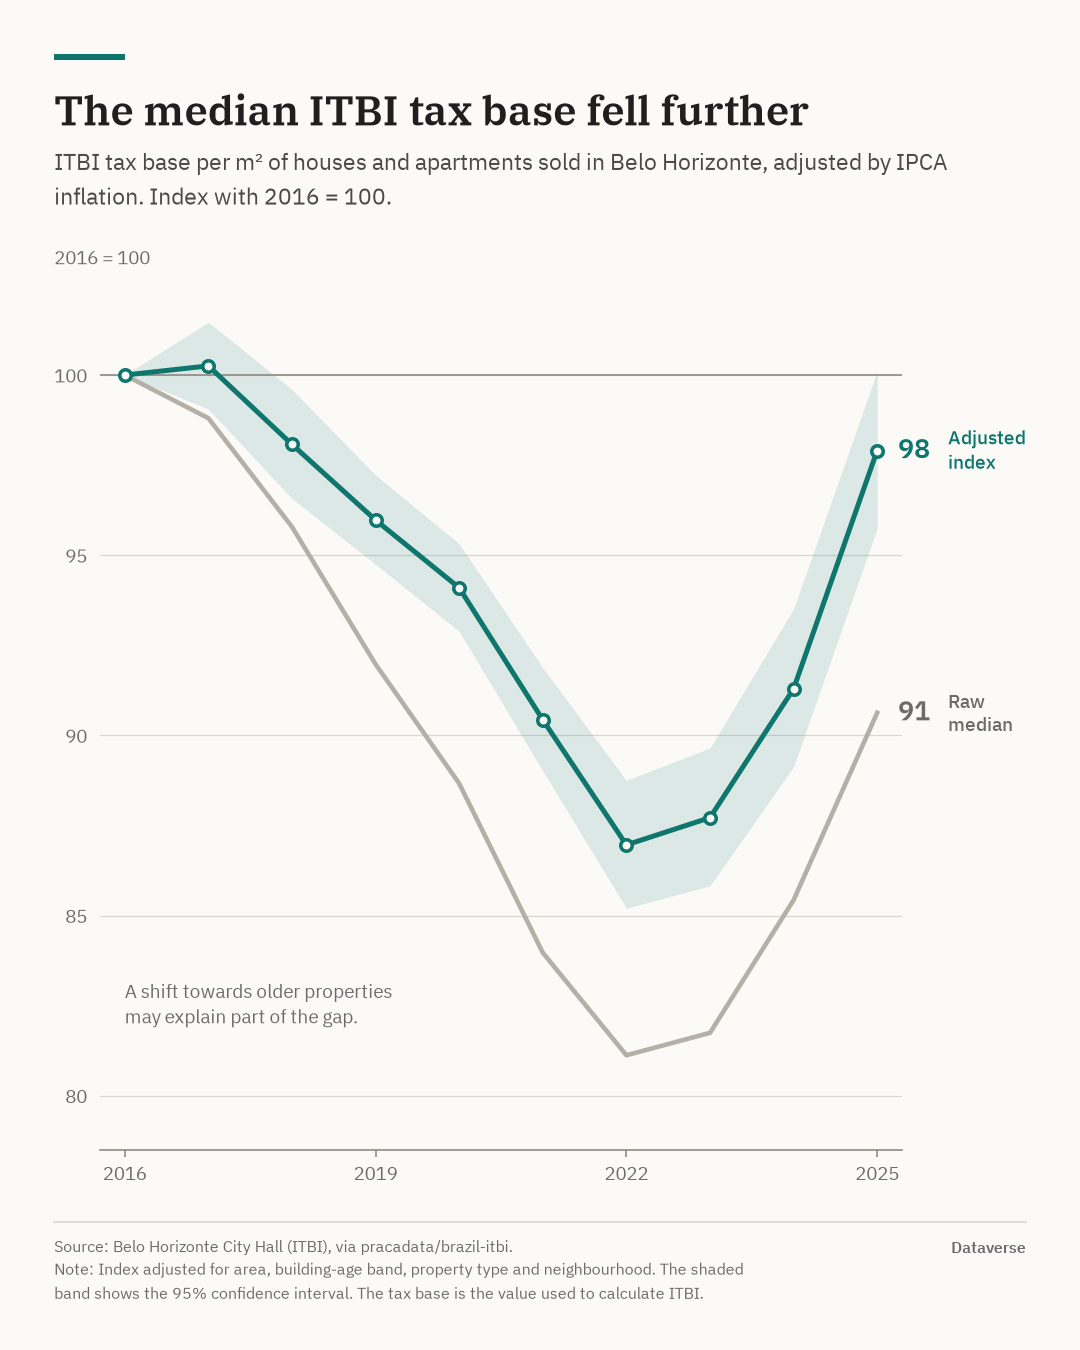 The median ITBI tax base fell further
ITBI tax base per m² of houses and apartments sold in Belo Horizonte, adjusted by IPCA
inflation. Index with 2016 = 100.
2016 = 100
100
95
90
85
80
98
Adjusted
index
91
Raw
median
A shift towards older properties
may explain part of the gap.
2016
2019
2022
2025
Source: Belo Horizonte City Hall (ITBI), via pracadata/brazil-itbi.
Dataverse
Note: Index adjusted for area, building-age band, property type and neighbourhood. The shaded
band shows the 95% confidence interval. The tax base is the value used to calculate ITBI.